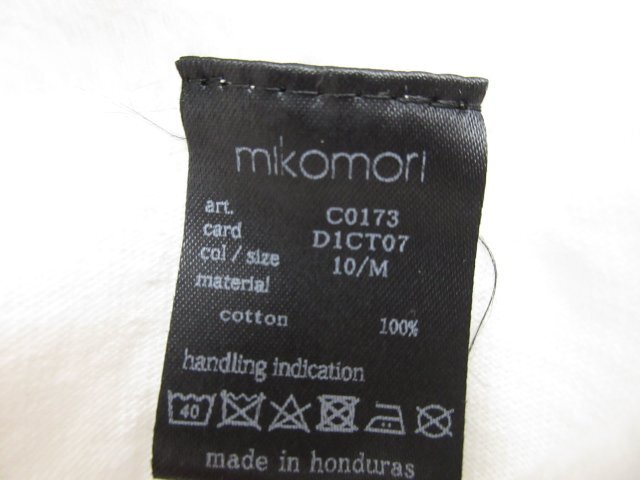 mikomori
art. C0173
card D1CT07
col / size 10/M
material
cotton 100%
handling indication
40
made in honduras